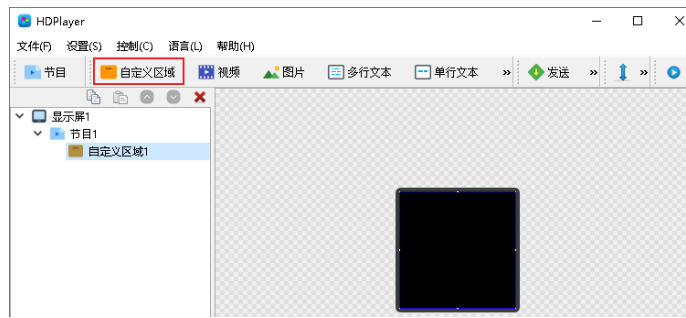 HDPlayer
文件(F) 设置(S) 控制(C) 语言(L) 帮助(H)
节目 自定义区域 视频 图片 多行文本 单行文本 » 发送 » »
显示屏1
节目1
自定义区域1